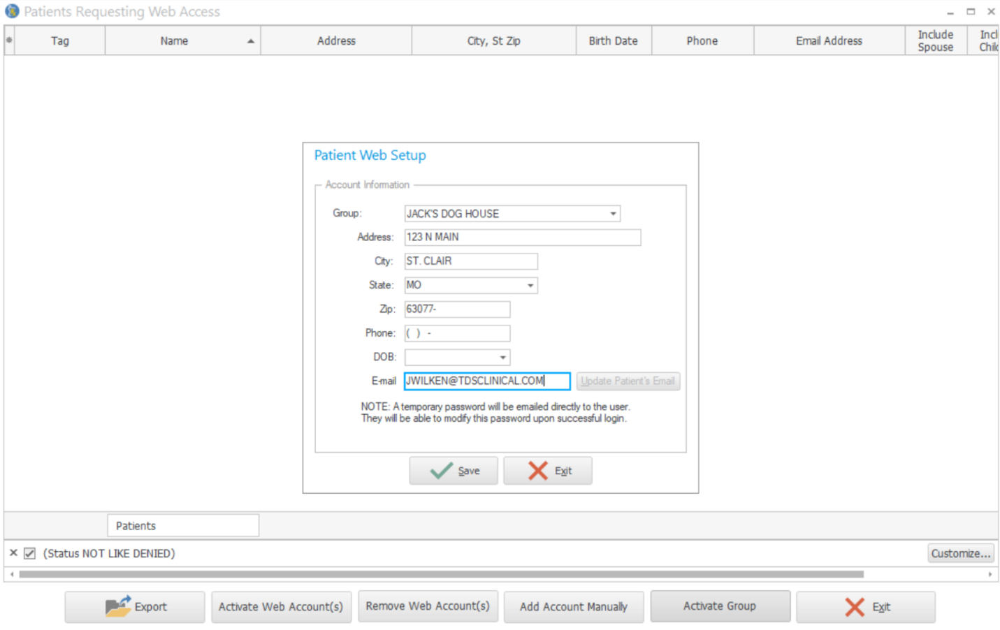 Patients Requesting Web Access
Tag
Name
Address
City, St Zip
Birth Date
Phone
Email Address
Include
Spouse
Incl
Chil
Patient Web Setup
Account Information
Group: JACK'S DOG HOUSE
Address: 123 N MAIN
City: ST. CLAIR
State: MO
Zip: 63077-
Phone: ( ) -
DOB:
E-mail JWILKEN@TDSCLINICAL.COM Update Patient's Email
NOTE: A temporary password will be emailed directly to the user.
They will be able to modify this password upon successful login.
Save
Exit
Patients
(Status NOT LIKE DENIED)
Customize...
Export
Activate Web Account(s)
Remove Web Account(s)
Add Account Manually
Activate Group
Exit